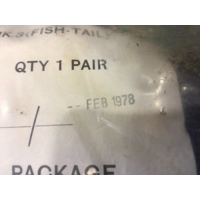 K.S(FISH-TAIL
QTY 1 PAIR
-- FEB 1978
PACKAGE